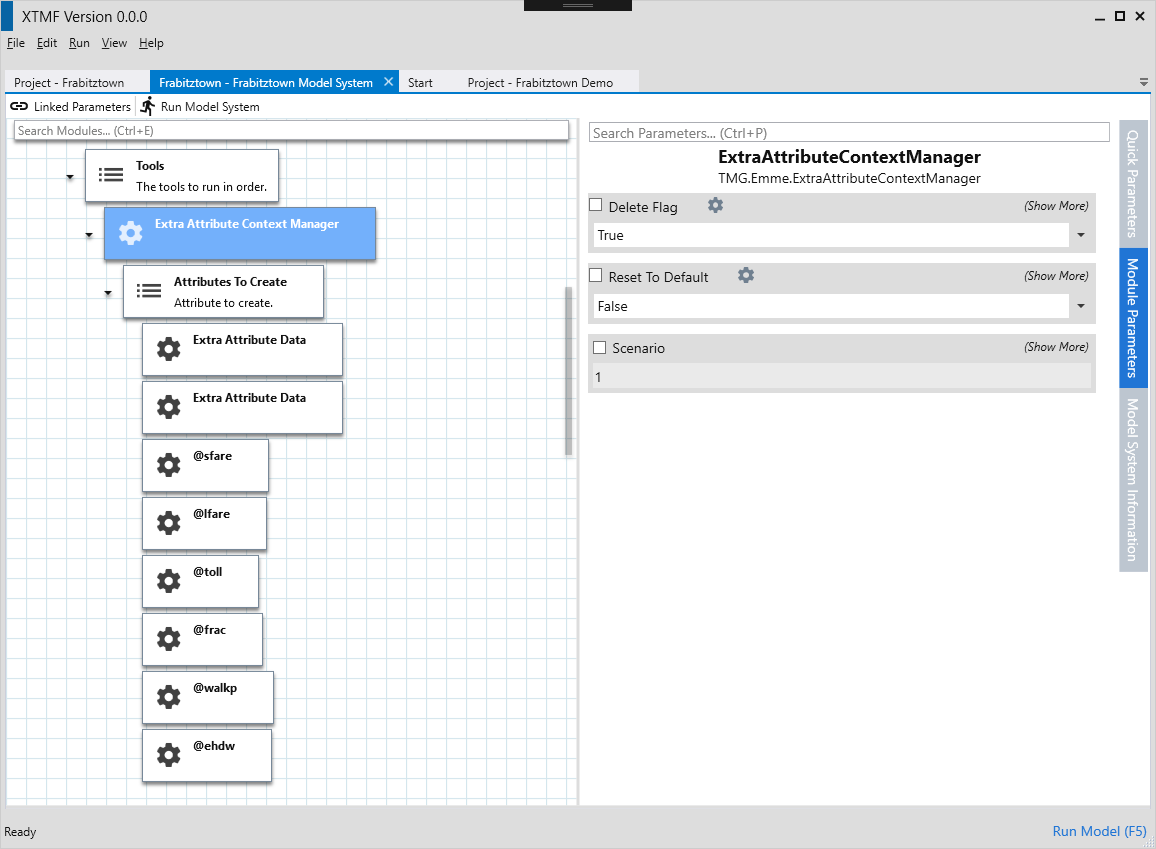 XTMF Version 0.0.0
File Edit Run View Help
Project - Frabitztown Frabitztown - Frabitztown Model System Start Project - Frabitztown Demo
Linked Parameters Run Model System
Search Modules... (Ctrl+E)
Tools
The tools to run in order.
Extra Attribute Context Manager
Attributes To Create
Attribute to create.
Extra Attribute Data
Extra Attribute Data
@sfare
@lfare
@toll
@frac
@walkp
@ehdw
Search Parameters... (Ctrl+P)
ExtraAttributeContextManager
TMG.Emme.ExtraAttributeContextManager
Delete Flag (Show More)
True
Reset To Default (Show More)
False
Scenario (Show More)
1
Quick Parameters
Module Parameters
Model System Information
Ready
Run Model (F5)